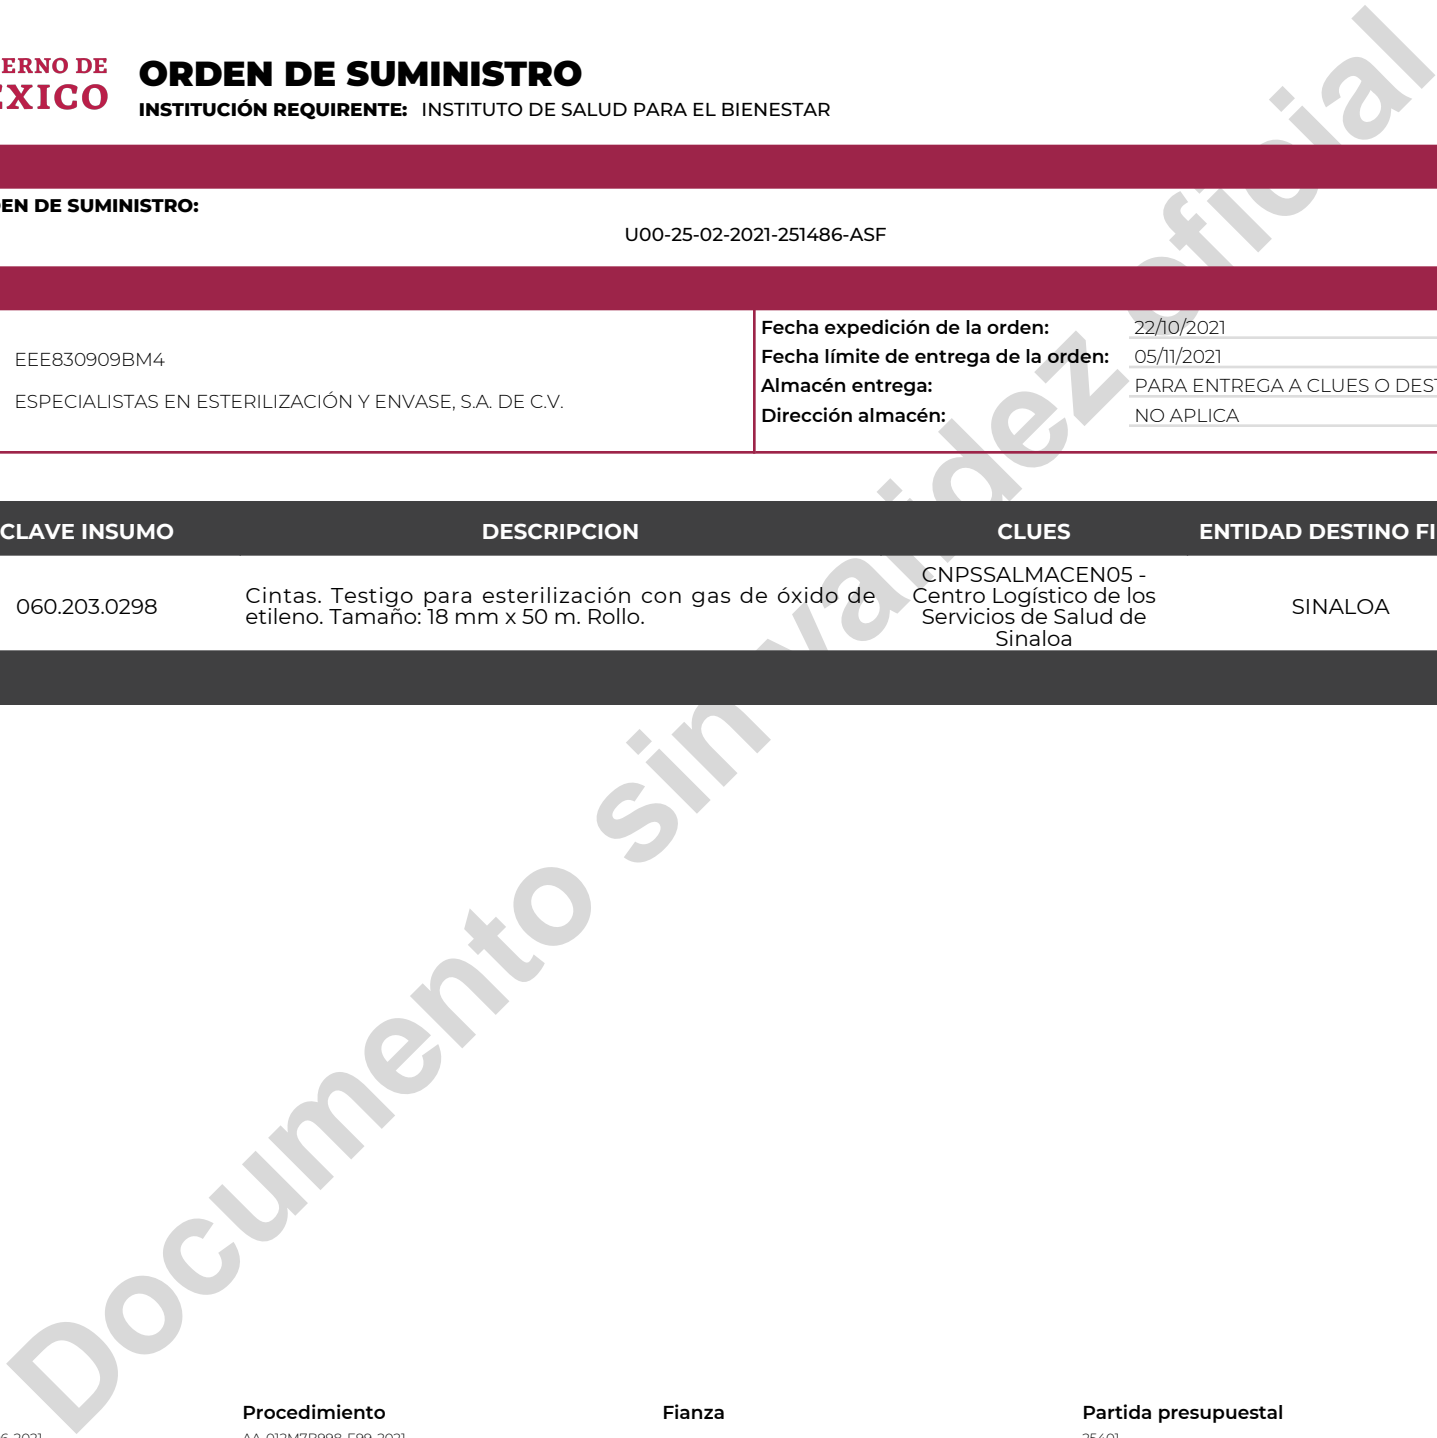 ERNO DE
ÉXICO
ORDEN DE SUMINISTRO
INSTITUCIÓN REQUIRENTE: INSTITUTO DE SALUD PARA EL BIENESTAR
EN DE SUMINISTRO:
U00-25-02-2021-251486-ASF
EEE830909BM4
ESPECIALISTAS EN ESTERILIZACIÓN Y ENVASE, S.A. DE C.V.
Fecha expedición de la orden: 22/10/2021
Fecha límite de entrega de la orden: 05/11/2021
Almacén entrega: PARA ENTREGA A CLUES O DEST
Dirección almacén: NO APLICA
CLAVE INSUMO DESCRIPCION CLUES ENTIDAD DESTINO FI
060.203.0298
Cintas. Testigo para esterilización con gas de óxido de
etileno. Tamaño: 18 mm x 50 m. Rollo.
CNPSSALMACEN05 -
Centro Logístico de los
Servicios de Salud de
Sinaloa
SINALOA
Documento sin validez oficial
Procedimiento Fianza Partida presupuestal